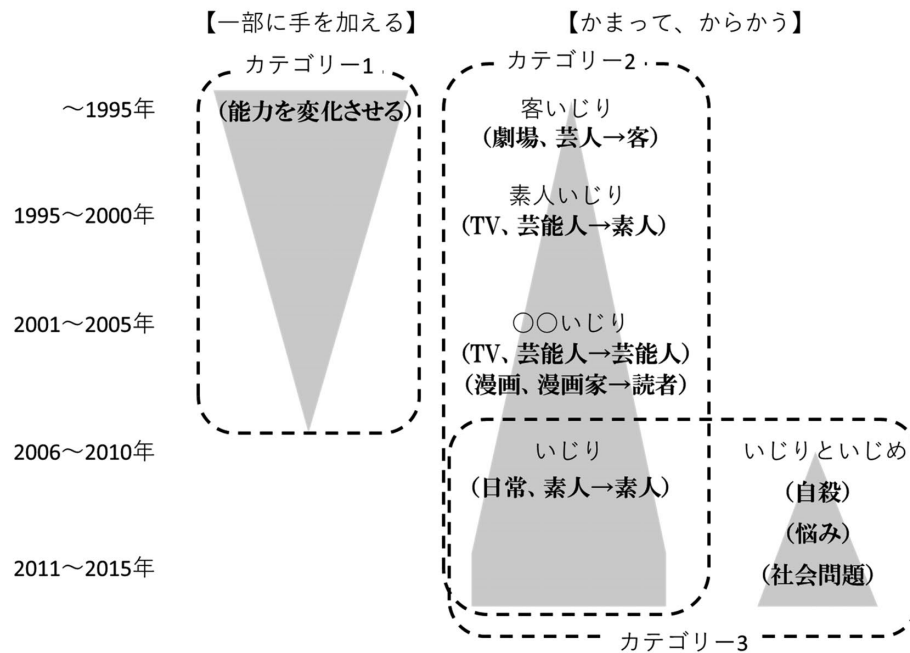 【一部に手を加える】
【かまって、からかう】
カテゴリー1
カテゴリー2
～1995年
(能力を変化させる)
客いじり
(劇場、芸人→客)
1995～2000年
素人いじり
(TV、芸能人→素人)
2001～2005年
〇〇いじり
(TV、芸能人→芸能人)
(漫画、漫画家→読者)
2006～2010年
いじり
(日常、素人→素人)
いじりといじめ
(自殺)
(悩み)
2011～2015年
(社会問題)
カテゴリー3